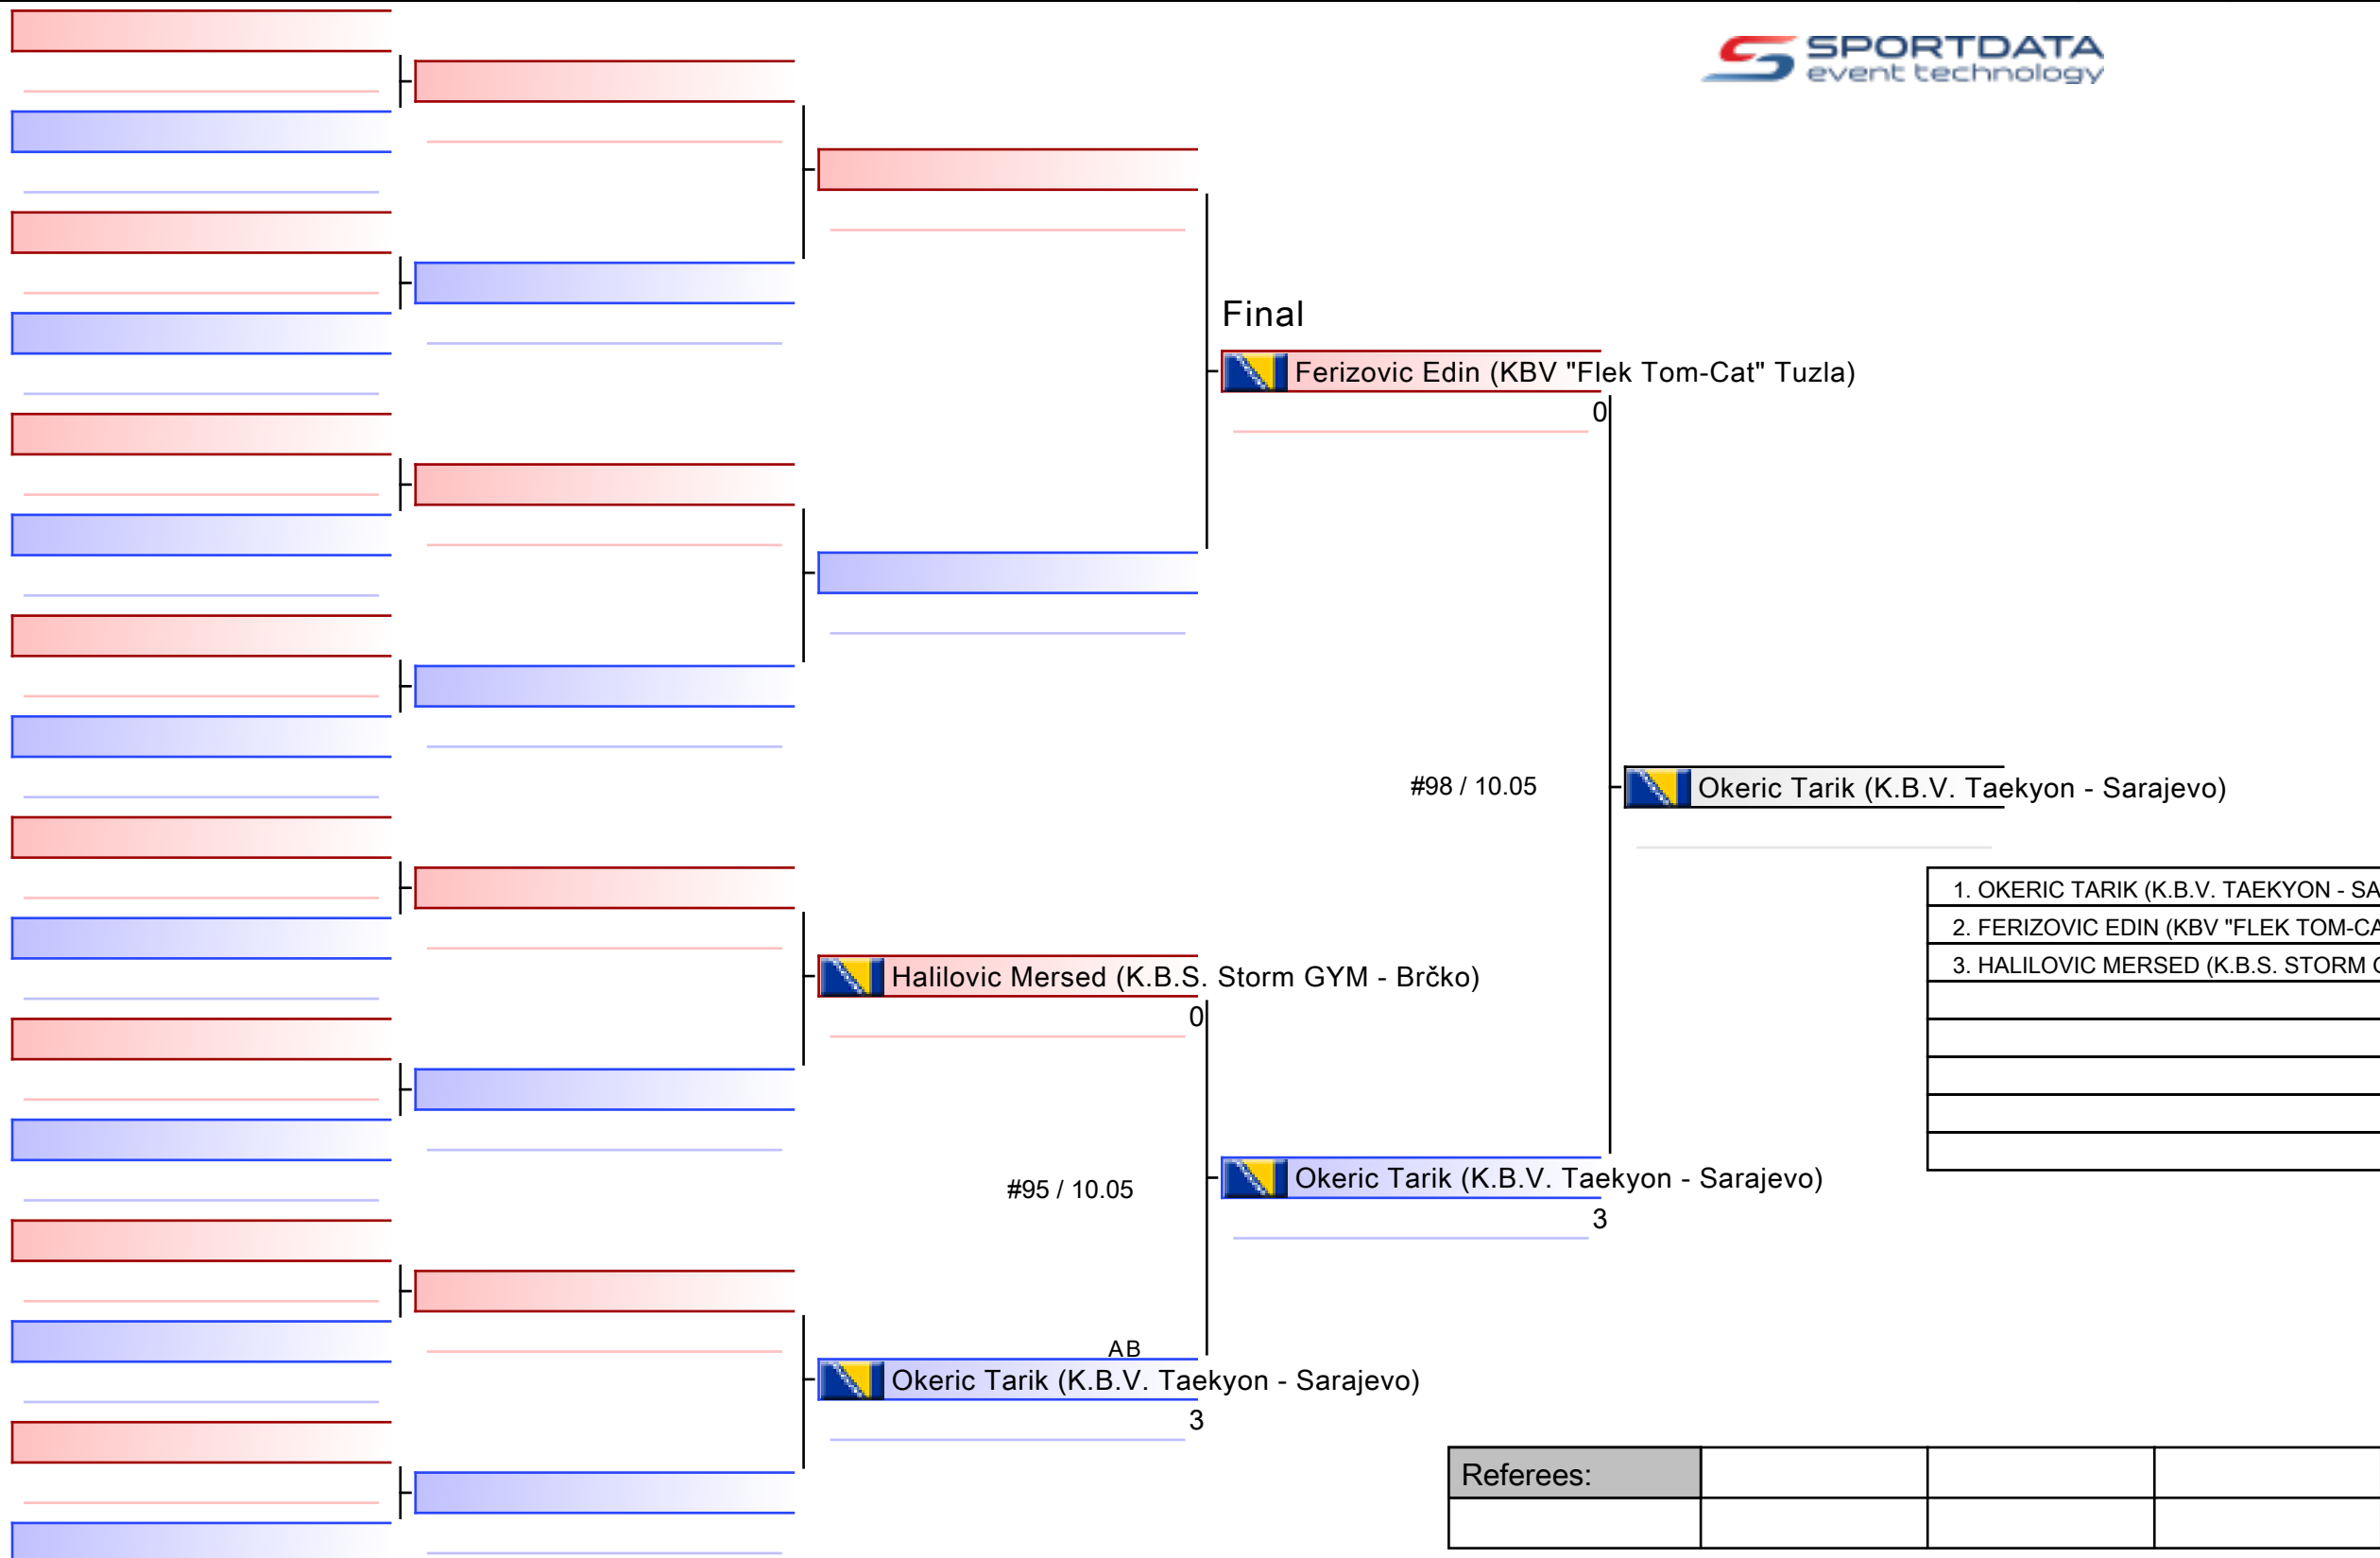 SPORTDATA
event technology
Final
Ferizovic Edin (KBV "Flek Tom-Cat" Tuzla)
0
#98 / 10.05
Okeric Tarik (K.B.V. Taekyon - Sarajevo)
1. OKERIC TARIK (K.B.V. TAEKYON - SA
2. FERIZOVIC EDIN (KBV "FLEK TOM-CA
3. HALILOVIC MERSED (K.B.S. STORM G
Halilovic Mersed (K.B.S. Storm GYM - Brčko)
0
#95 / 10.05
Okeric Tarik (K.B.V. Taekyon - Sarajevo)
3
AB
Okeric Tarik (K.B.V. Taekyon - Sarajevo)
3
Referees: